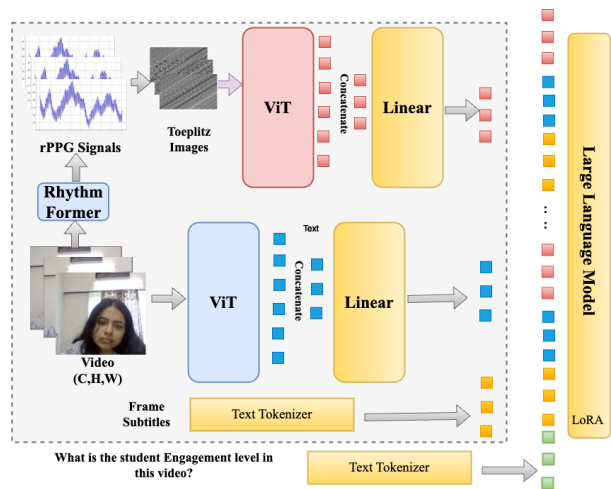 rPPG Signals
Toeplitz
Images
ViT
Concatenate
Linear
Rhythm
Former
Video
(C,H,W)
ViT
Text
Concatenate
Linear
Frame
Subtitles
Text Tokenizer
What is the student Engagement level in
this video?
Text Tokenizer
Large Language Model
LoRA